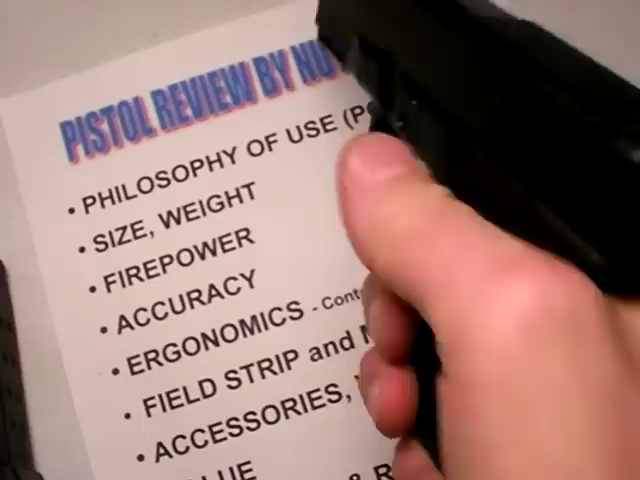 PISTOL REVIEW BY
• PHILOSOPHY OF USE
• SIZE, WEIGHT
• FIREPOWER
• ACCURACY
• ERGONOMICS -
• FIELD STRIP and
• ACCESSORIES,
& R